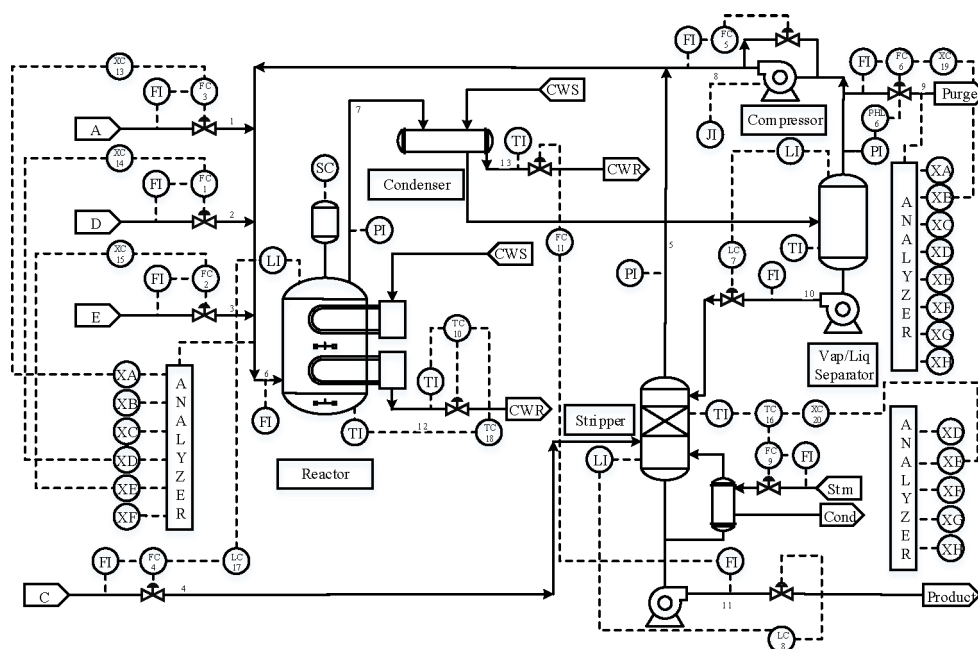 XC 13
FI
FC 3
A
1
XC 14
FI
FC 1
D
2
XC 15
FI
FC 2
E
3
XA
XB
XC
XD
XE
XF
ANALYZER
FI
FC 4
LC 17
C
4
LI
SC
7
PI
CWS
Condenser
TI
13
CWR
CWS
TC 10
TI
CWR
TC 18
12
TI
6
FI
Reactor
FC 11
FI
FC 5
8
Compressor
JI
5
PI
LI
LC 7
FI
10
TI
Vap/Liq
Separator
FI
FC 6
XC 19
9
Purge
PHL 6
PI
ANALYZER
XA
XB
XC
XD
XE
XF
XG
XH
Stripper
TI
TC 16
XC 20
FC 9
FI
Stm
Cond
LI
FI
11
LC 8
Product
ANALYZER
XD
XE
XF
XG
XH